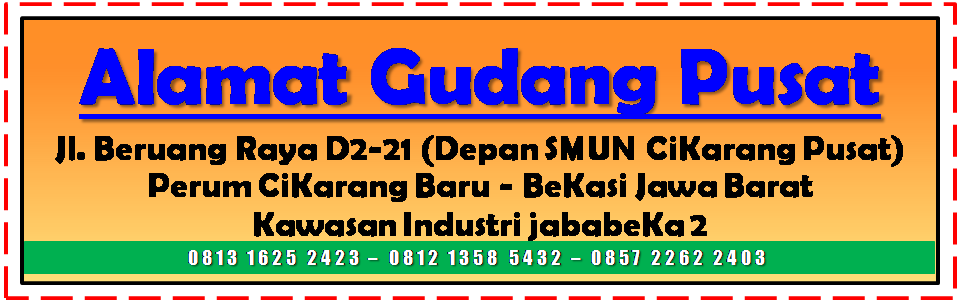 Alamat Gudang Pusat
Jl. Beruang Raya D2-21 (Depan SMUN CiKarang Pusat)
Perum CiKarang Baru - BeKasi Jawa Barat
Kawasan Industri jababeKa 2
0813 1625 2423 – 0812 1358 5432 – 0857 2262 2403